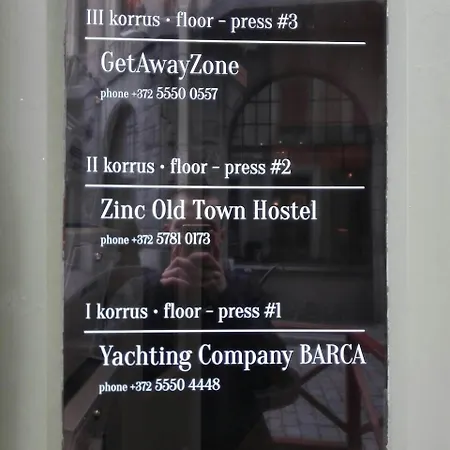 III korrus • floor - press #3
GetAwayZone
phone +372 5550 0557
II korrus • floor - press #2
Zinc Old Town Hostel
phone +372 5781 0173
I korrus • floor - press #1
Yachting Company BARCA
phone +372 5550 4448